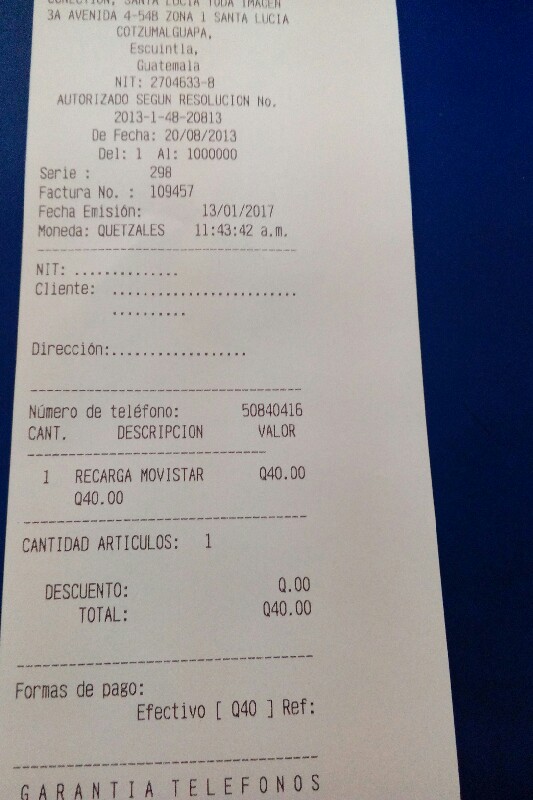 CONECTION, SANTA LUCIA TODA IMAGEN
3A AVENIDA 4-54B ZONA 1 SANTA LUCIA
COTZUMALGUAPA,
Escuintla,
Guatemala
NIT: 2704633-8
AUTORIZADO SEGUN RESOLUCION No.
2013-1-48-20813
De Fecha: 20/08/2013
Del: 1 Al: 1000000
Serie : 298
Factura No. : 109457
Fecha Emisión: 13/01/2017
Moneda: QUETZALES 11:43:42 a.m.
NIT: ..............
Cliente: .........................
..........
Dirección:..................
Número de teléfono: 50840416
CANT. DESCRIPCION VALOR
1 RECARGA MOVISTAR Q40.00
Q40.00
CANTIDAD ARTICULOS: 1
DESCUENTO: Q.00
TOTAL: Q40.00
Formas de pago:
Efectivo [ Q40 ] Ref:
GARANTIA TELEFONOS